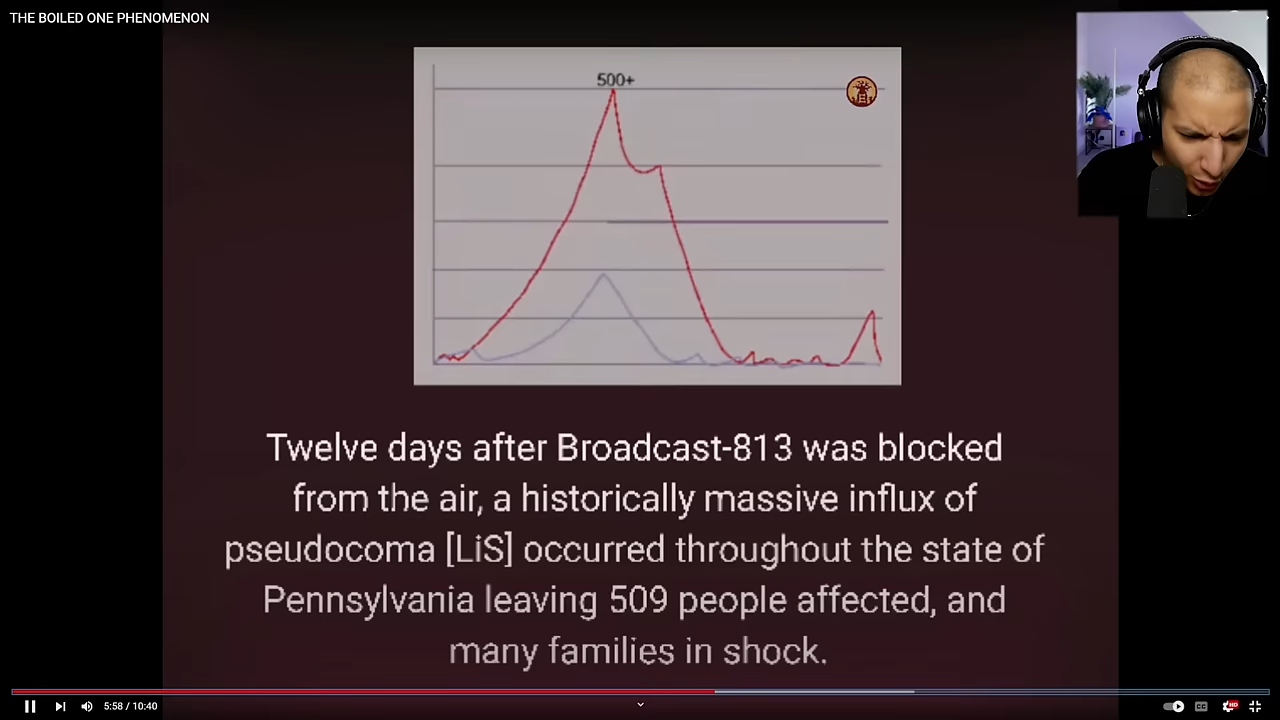 THE BOILED ONE PHENOMENON
500+
Twelve days after Broadcast-813 was blocked
from the air, a historically massive influx of
pseudocoma [LiS] occurred throughout the state of
Pennsylvania leaving 509 people affected, and
many families in shock.
5:58 / 10:40
CC
HD